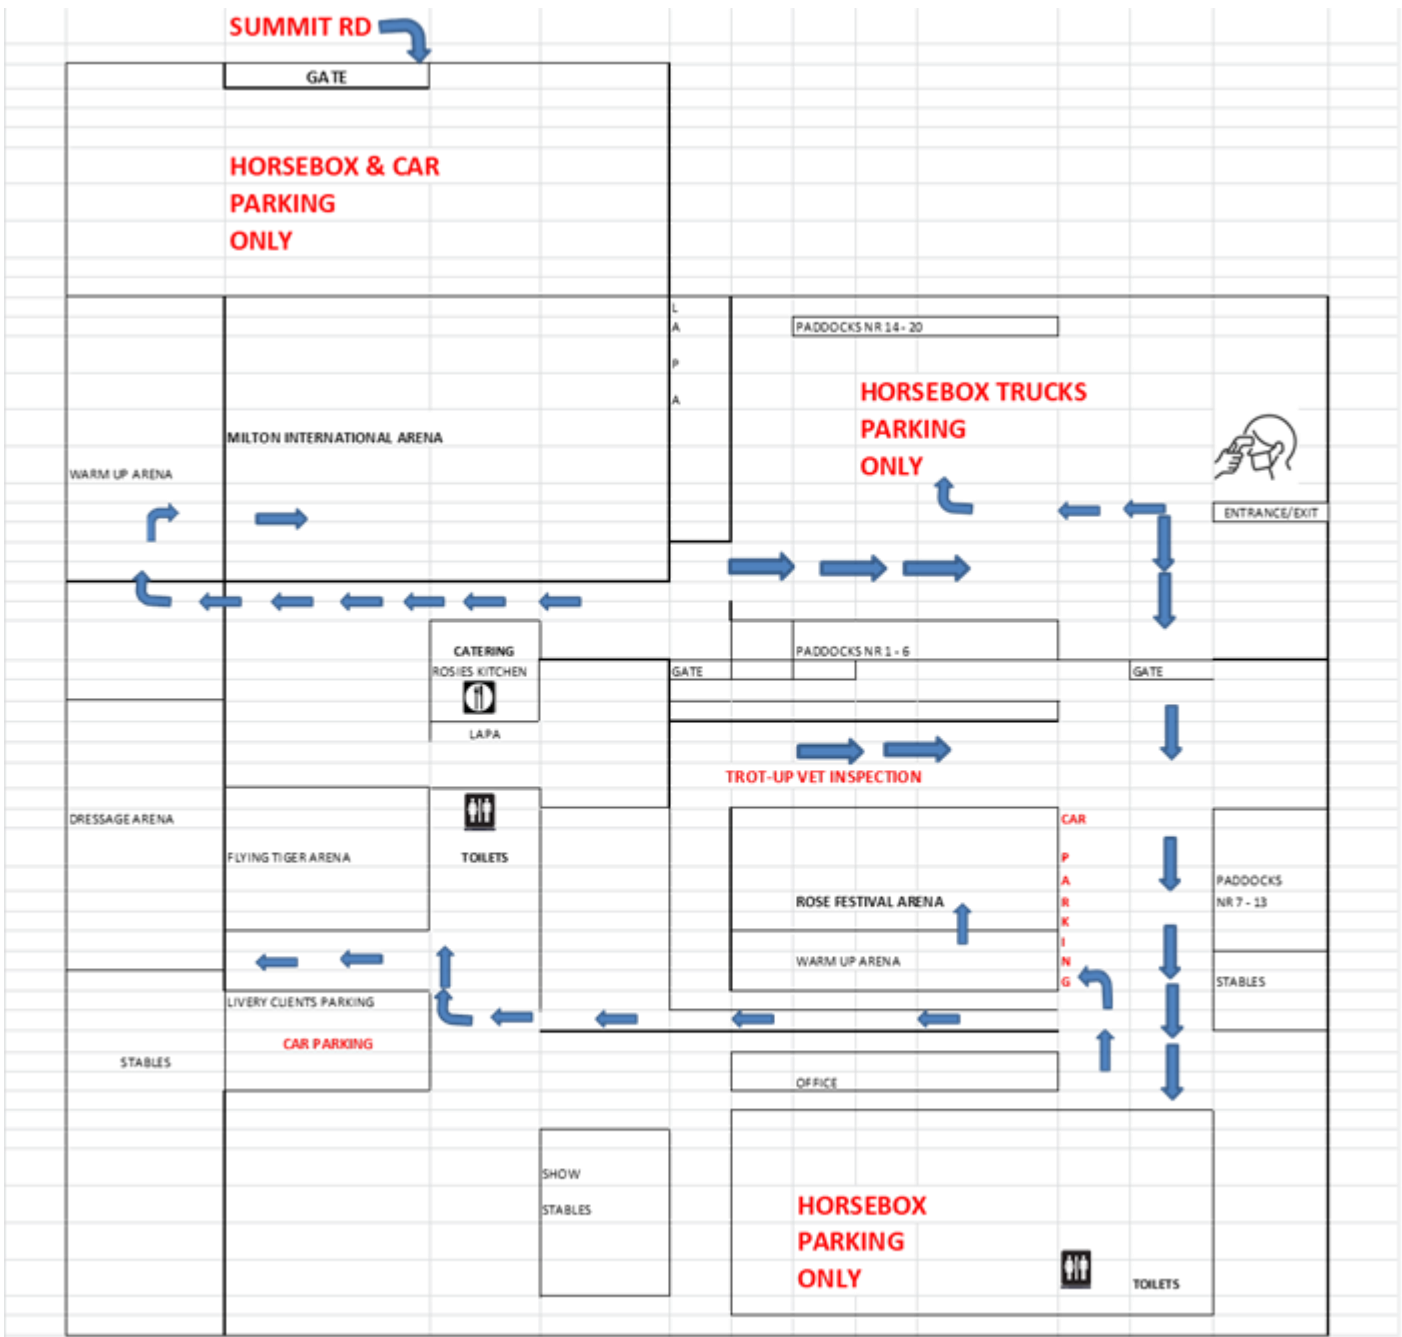 SUMMIT RD
GATE
HORSEBOX & CAR
PARKING
ONLY
L
A
P
A
PADDOCKS NR 14 - 20
HORSEBOX TRUCKS
PARKING
ONLY
MILTON INTERNATIONAL ARENA
WARM UP ARENA
ENTRANCE/EXIT
CATERING
ROSIES KITCHEN
LAPA
PADDOCKS NR 1 - 6
GATE
GATE
TROT-UP VET INSPECTION
DRESSAGE ARENA
FLYING TIGER ARENA
TOILETS
CAR
P
A
R
K
I
N
G
ROSE FESTIVAL ARENA
WARM UP ARENA
PADDOCKS
NR 7 - 13
STABLES
LIVERY CLIENTS PARKING
CAR PARKING
STABLES
OFFICE
SHOW
STABLES
HORSEBOX
PARKING
ONLY
TOILETS